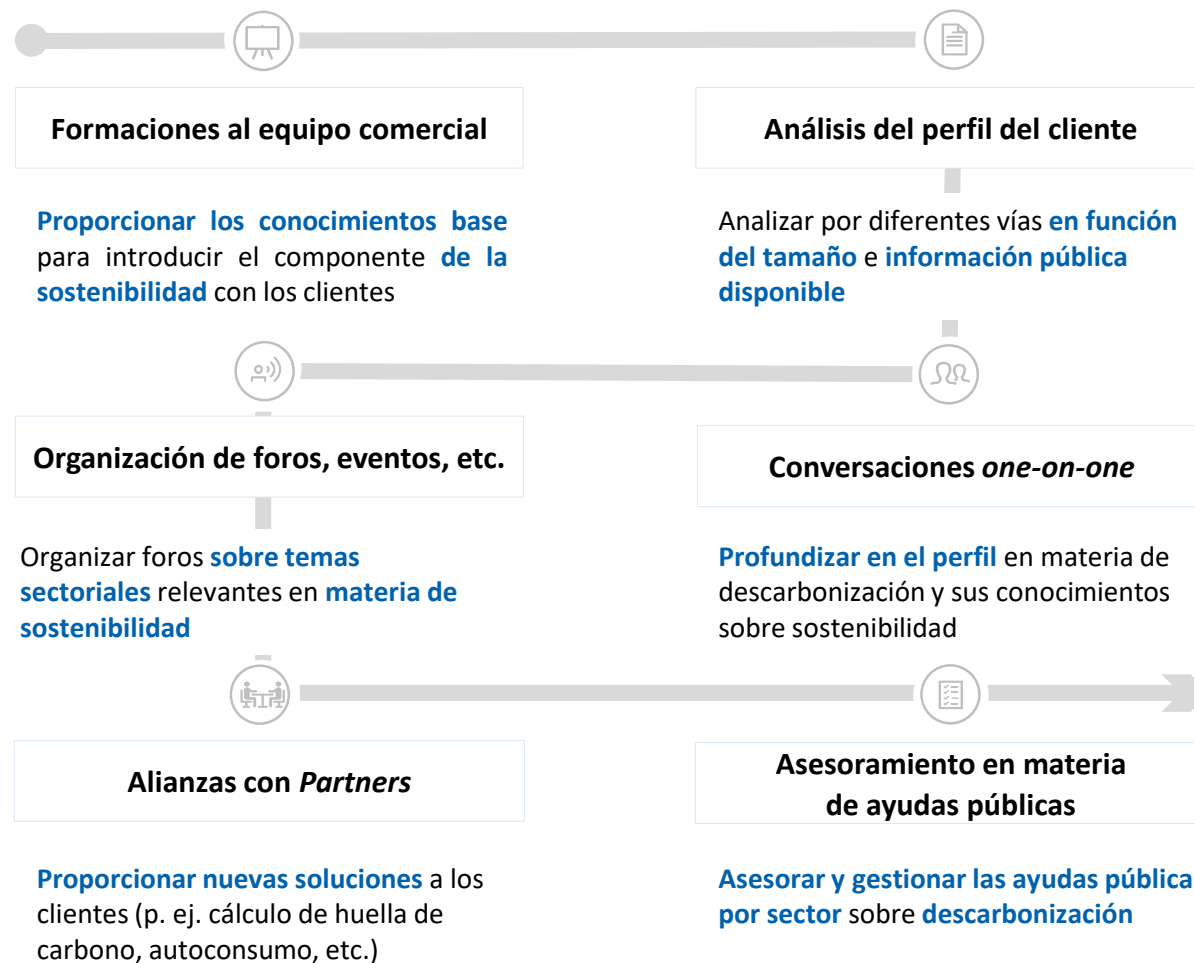 Formaciones al equipo comercial
Proporcionar los conocimientos base
para introducir el componente de la
sostenibilidad con los clientes
Análisis del perfil del cliente
Analizar por diferentes vías en función
del tamaño e información pública
disponible
Organización de foros, eventos, etc.
Organizar foros sobre temas
sectoriales relevantes en materia de
sostenibilidad
Conversaciones one-on-one
Profundizar en el perfil en materia de
descarbonización y sus conocimientos
sobre sostenibilidad
Alianzas con Partners
Proporcionar nuevas soluciones a los
clientes (p. ej. cálculo de huella de
carbono, autoconsumo, etc.)
Asesoramiento en materia
de ayudas públicas
Asesorar y gestionar las ayudas pública
por sector sobre descarbonización